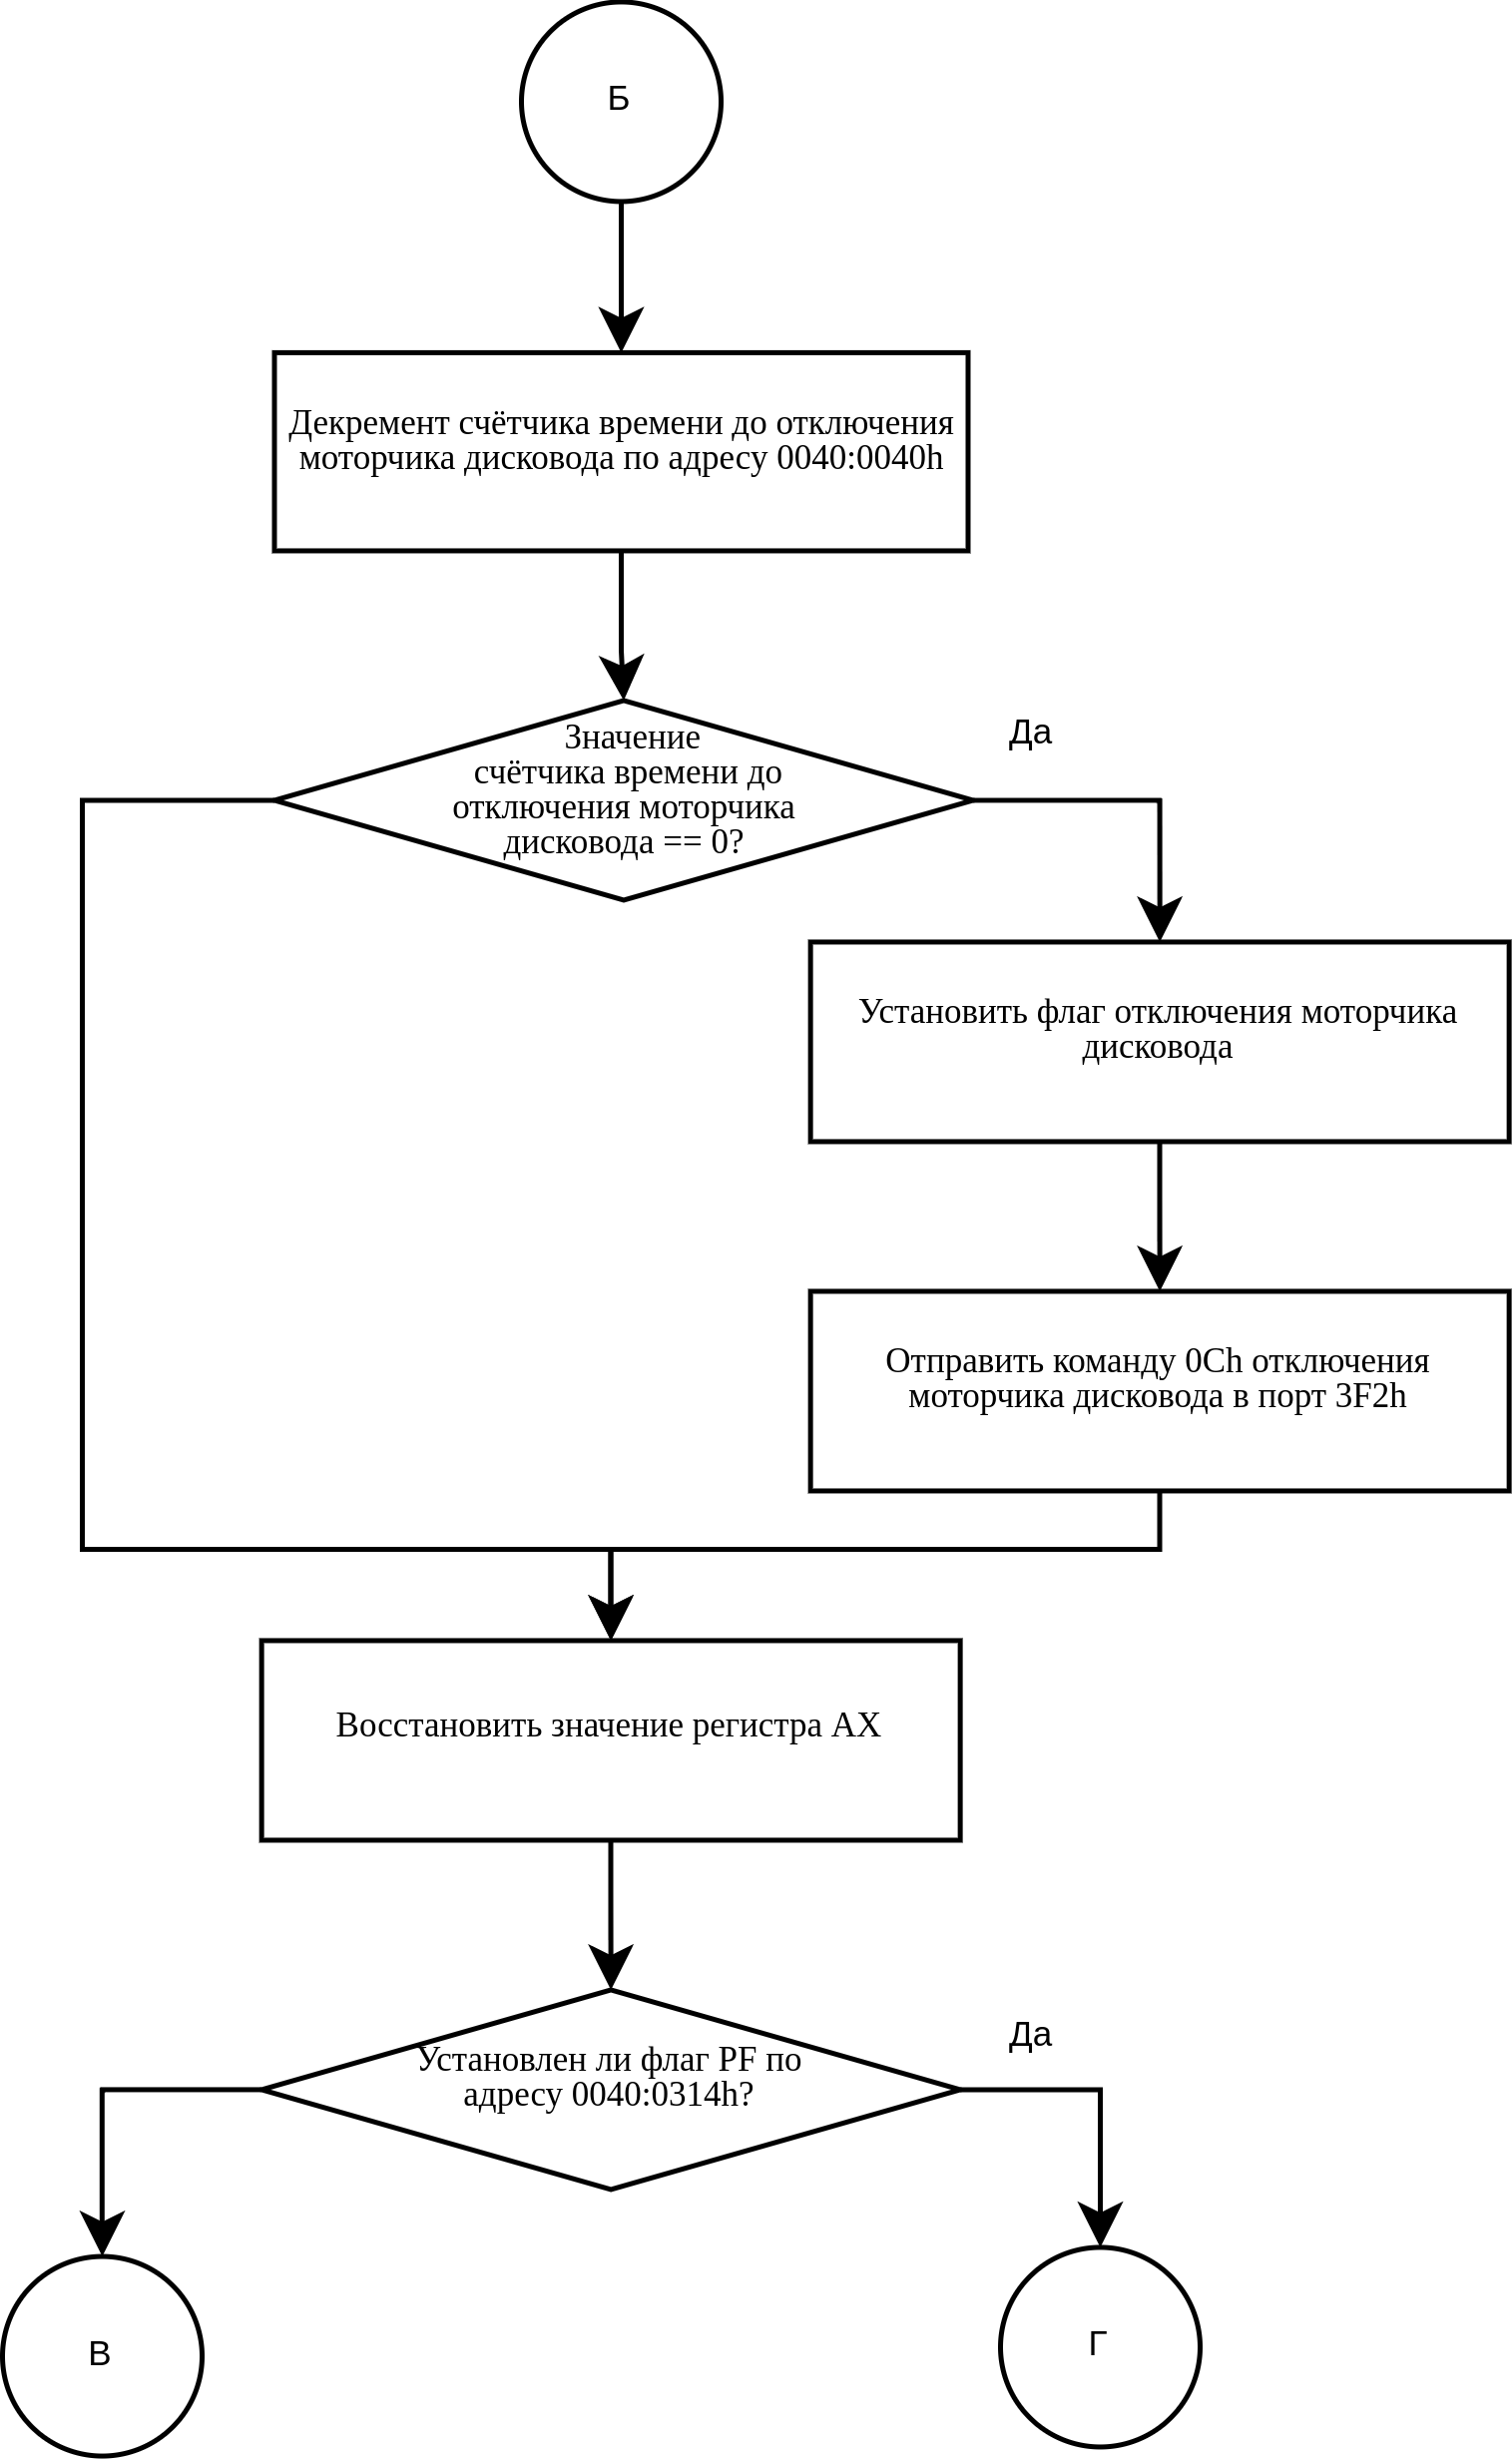 Б
Декремент счётчика времени до отключения
моторчика дисковода по адресу 0040:0040h
Значение
счётчика времени до
отключения моторчика
дисковода == 0?
Да
Установить флаг отключения моторчика
дисковода
Отправить команду 0Ch отключения
моторчика дисковода в порт 3F2h
Восстановить значение регистра AX
Установлен ли флаг PF по
адресу 0040:0314h?
Да
В
Г